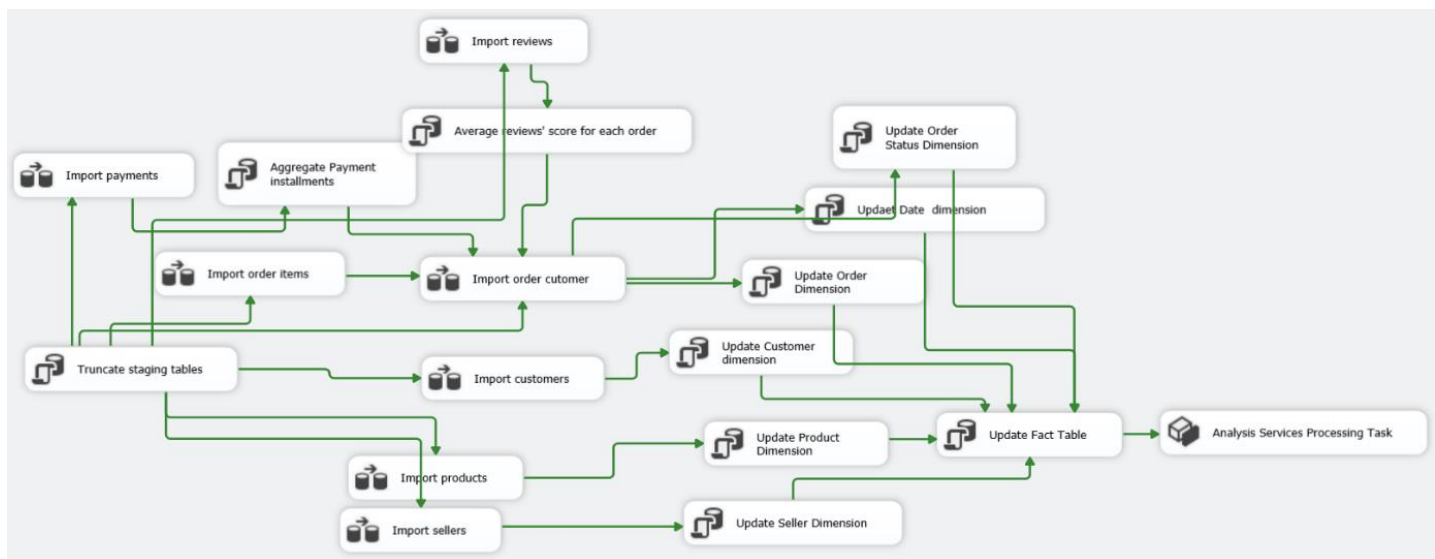 Import reviews
Average reviews' score for each order
Update Order
Status Dimension
Import payments
Aggregate Payment
installments
Updaet Date dimension
Import order items
Import order cutomer
Update Order
Dimension
Truncate staging tables
Import customers
Update Customer
dimension
Update Product
Dimension
Update Fact Table
Analysis Services Processing Task
Import products
Import sellers
Update Seller Dimension